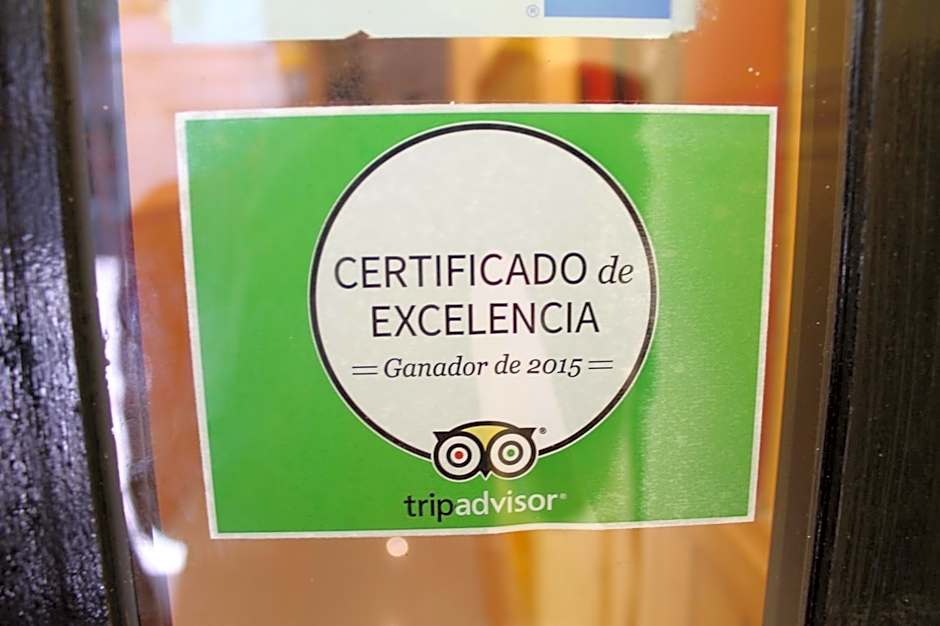 ®
CERTIFICADO de
EXCELENCIA
Ganador de 2015
®
tripadvisor®